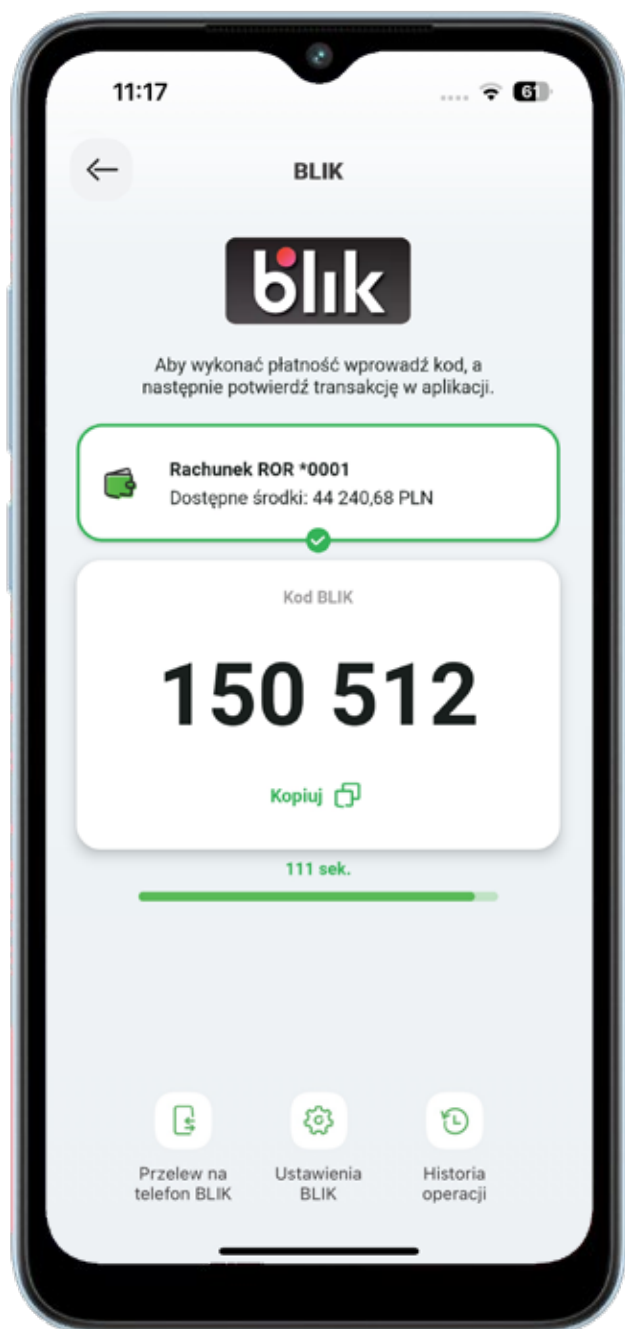 11:17
61
BLIK
blik
Aby wykonać płatność wprowadź kod, a
następnie potwierdź transakcję w aplikacji.
Rachunek ROR *0001
Dostępne środki: 44 240,68 PLN
Kod BLIK
150 512
Kopiuj
111 sek.
Przelew na
telefon BLIK
Ustawienia
BLIK
Historia
operacji